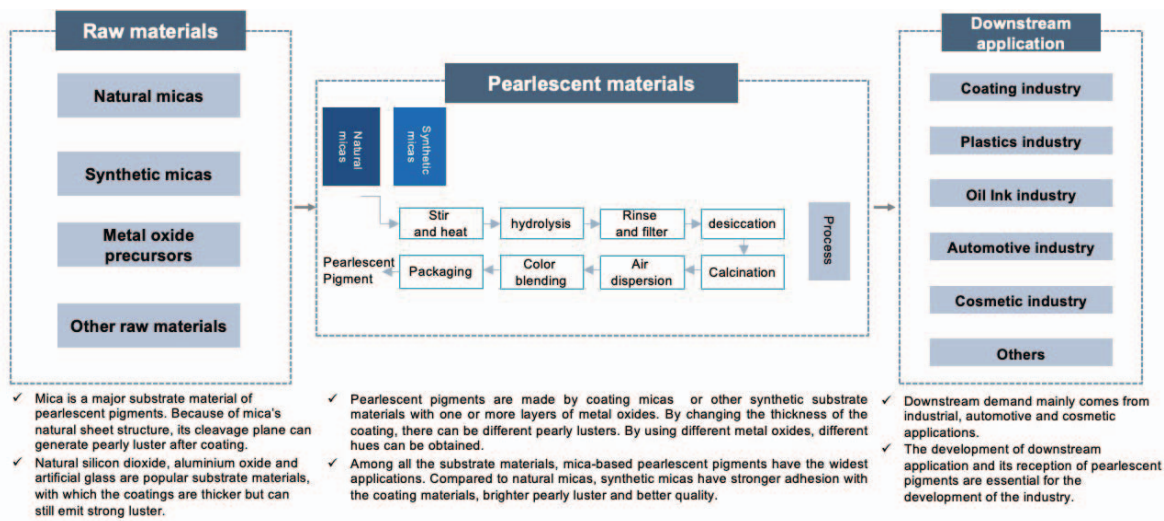 Raw materials
Natural micas
Synthetic micas
Metal oxide
precursors
Other raw materials
✓ Mica is a major substrate material of
pearlescent pigments. Because of mica's
natural sheet structure, its cleavage plane can
generate pearly luster after coating.
✓ Natural silicon dioxide, aluminium oxide and
artificial glass are popular substrate materials,
with which the coatings are thicker but can
still emit strong luster.
Pearlescent materials
Natural
micas
Synthetic
micas
Stir
and heat
hydrolysis
Rinse
and filter
desiccation
Calcination
Air
dispersion
Color
blending
Packaging
Pearlescent
Pigment
Process
✓ Pearlescent pigments are made by coating micas or other synthetic substrate
materials with one or more layers of metal oxides. By changing the thickness of the
coating, there can be different pearly lusters. By using different metal oxides, different
hues can be obtained.
✓ Among all the substrate materials, mica-based pearlescent pigments have the widest
applications. Compared to natural micas, synthetic micas have stronger adhesion with
the coating materials, brighter pearly luster and better quality.
Downstream
application
Coating industry
Plastics industry
Oil Ink industry
Automotive industry
Cosmetic industry
Others
✓ Downstream demand mainly comes from
industrial, automotive and cosmetic
applications.
✓ The development of downstream
application and its reception of pearlescent
pigments are essential for the
development of the industry.